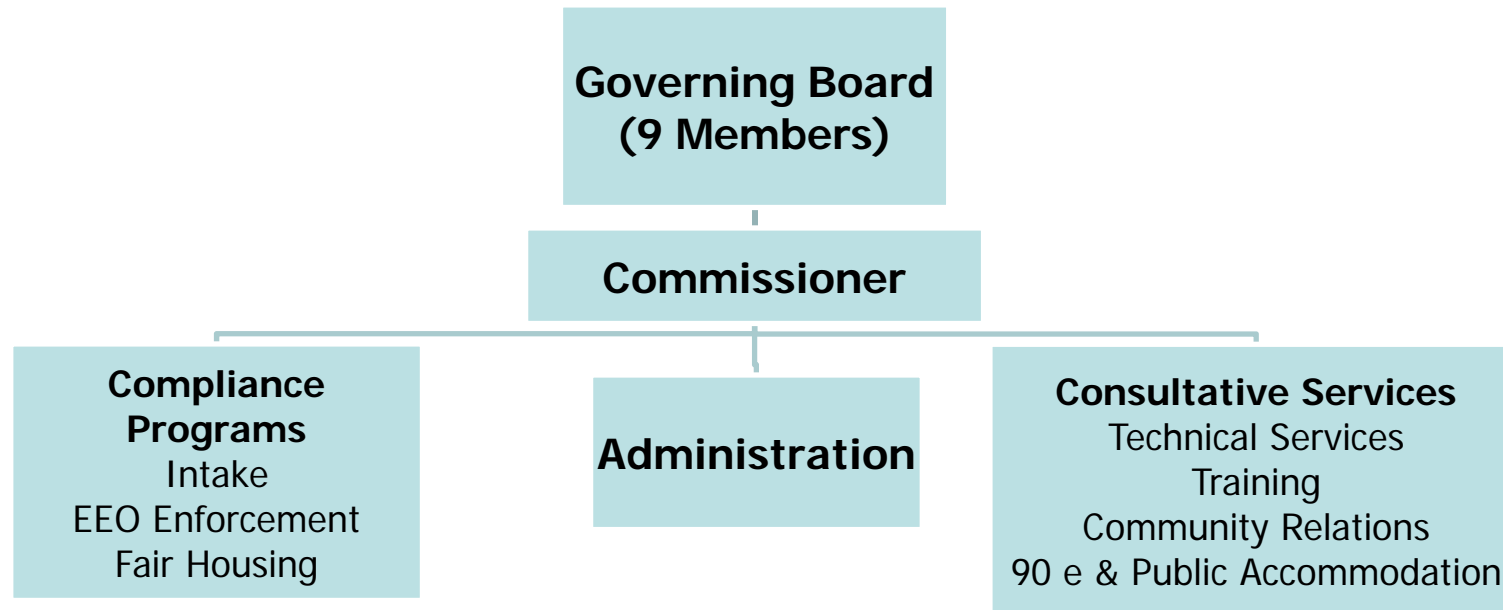 Governing Board
(9 Members)
Commissioner
Compliance
Programs
Intake
EEO Enforcement
Fair Housing
Administration
Consultative Services
Technical Services
Training
Community Relations
90 e & Public Accommodation